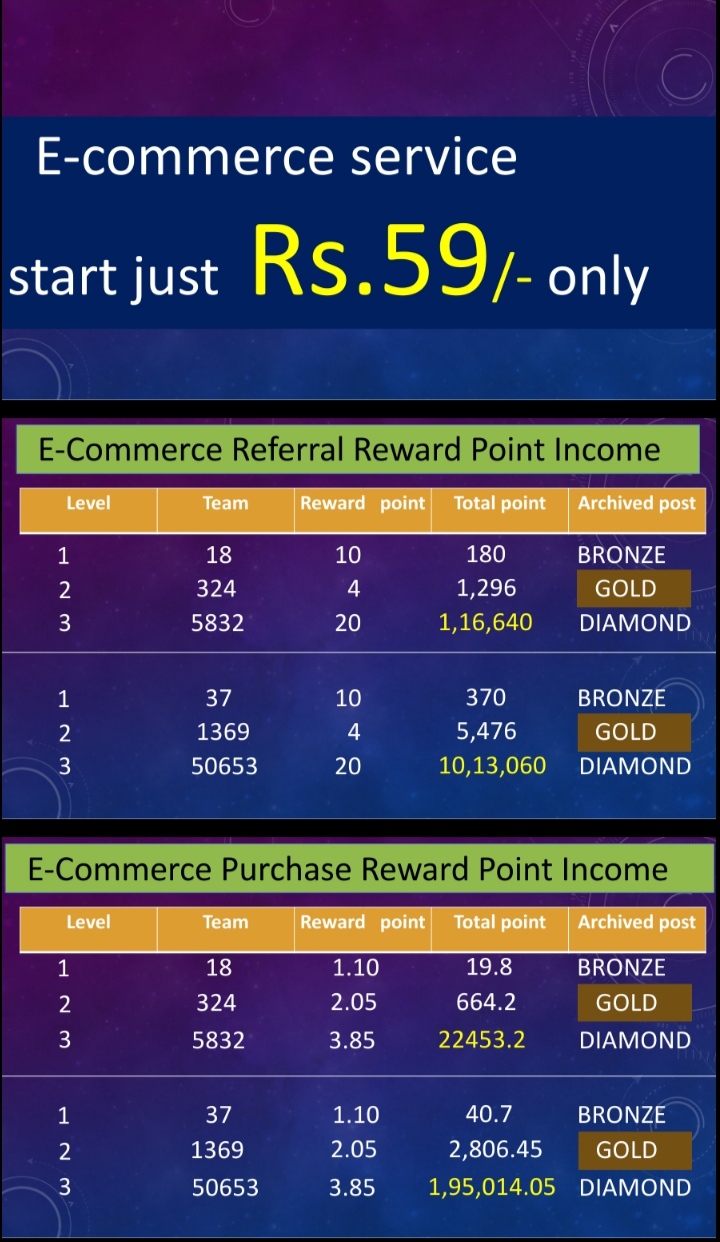 E-commerce service
start just Rs.59/- only
E-Commerce Referral Reward Point Income
Level Team Reward point Total point Archived post
1 18 10 180 BRONZE
2 324 4 1,296 GOLD
3 5832 20 1,16,640 DIAMOND
1 37 10 370 BRONZE
2 1369 4 5,476 GOLD
3 50653 20 10,13,060 DIAMOND
E-Commerce Purchase Reward Point Income
Level Team Reward point Total point Archived post
1 18 1.10 19.8 BRONZE
2 324 2.05 664.2 GOLD
3 5832 3.85 22453.2 DIAMOND
1 37 1.10 40.7 BRONZE
2 1369 2.05 2,806.45 GOLD
3 50653 3.85 1,95,014.05 DIAMOND